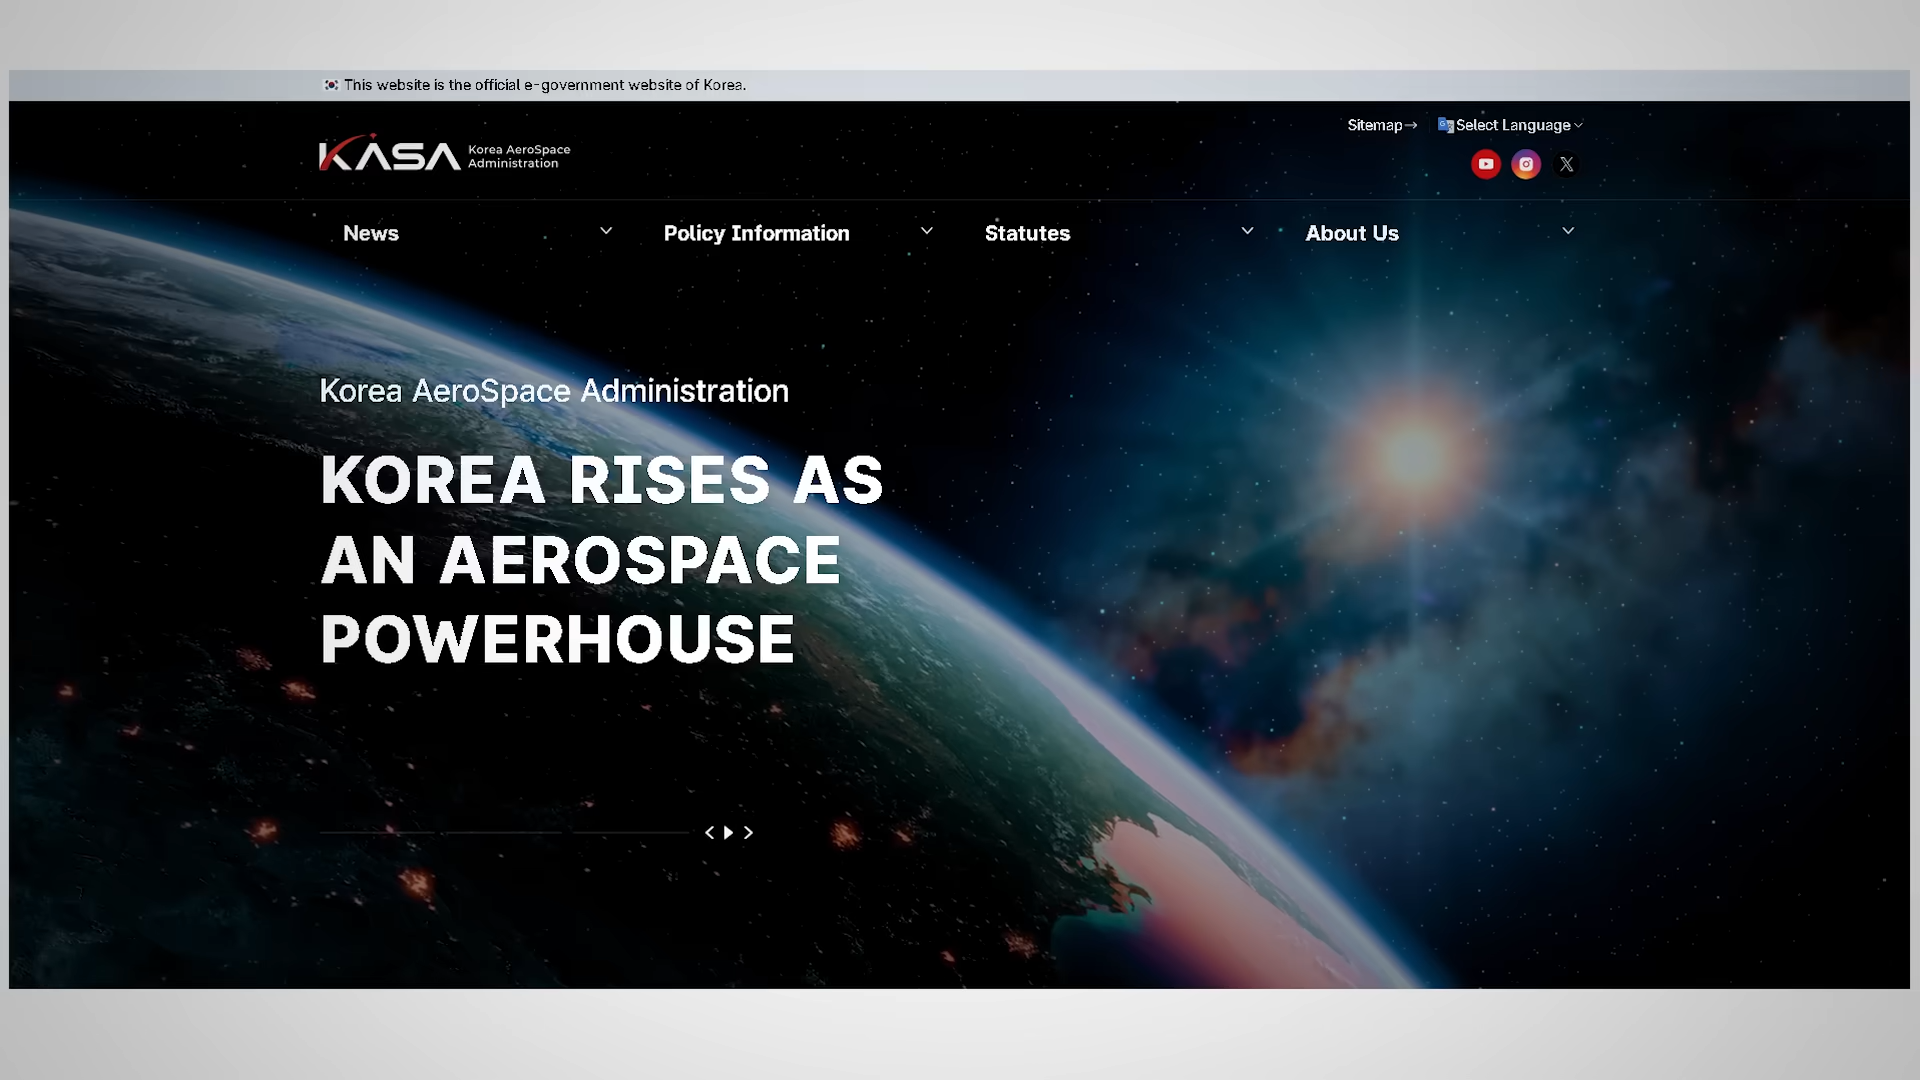 This website is the official e-government website of Korea.
Sitemap
Select Language
KASA Korea AeroSpace
Administration
News
Policy Information
Statutes
About Us
Korea AeroSpace Administration
KOREA RISES AS
AN AEROSPACE
POWERHOUSE